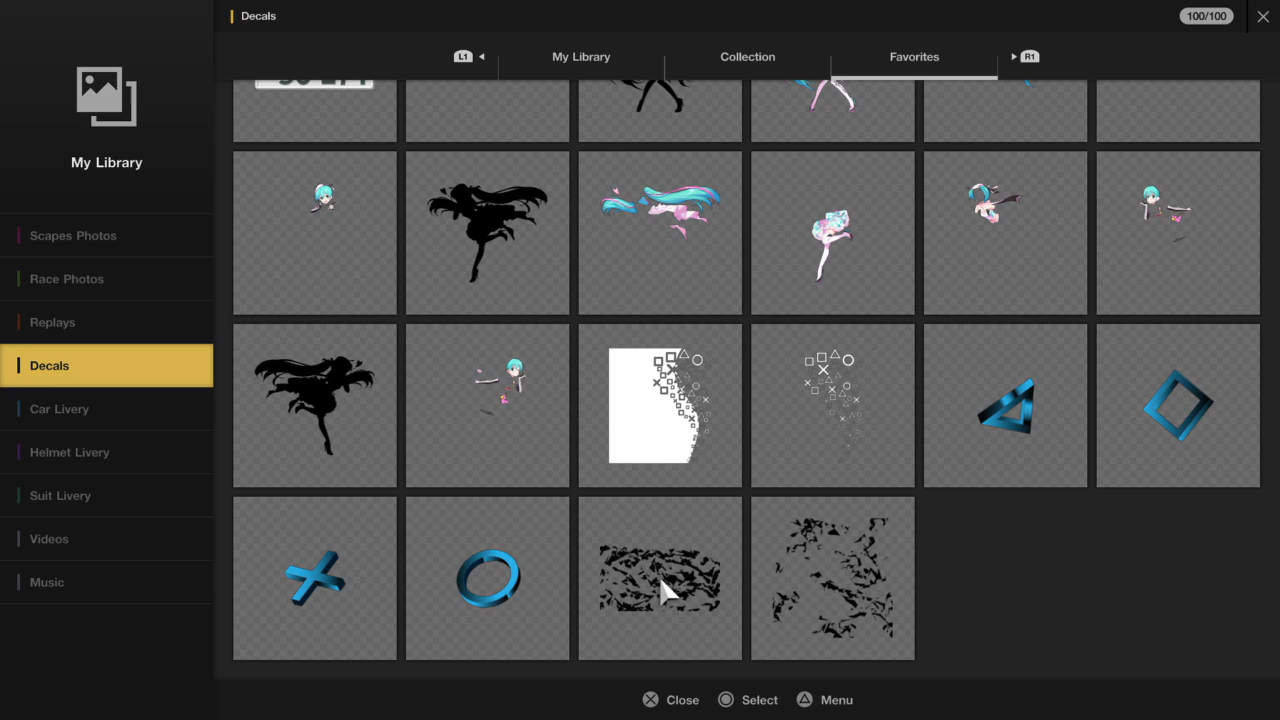 Decals
100/100
L1
My Library
Collection
Favorites
R1
My Library
Scapes Photos
Race Photos
Replays
Decals
Car Livery
Helmet Livery
Suit Livery
Videos
Music
Close
Select
Menu